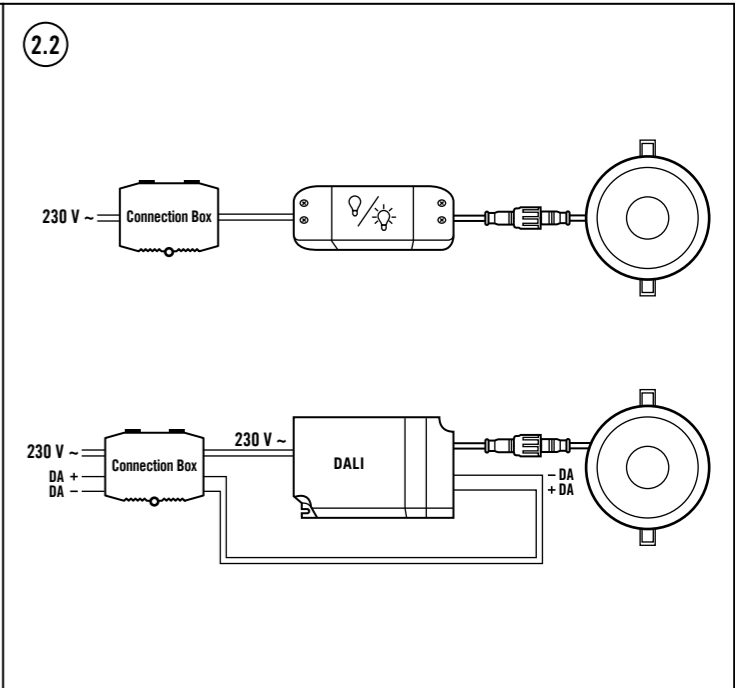 2.2
230 V ~
Connection Box
230 V ~
230 V ~
DA +
DA −
Connection Box
DALI
− DA
+ DA